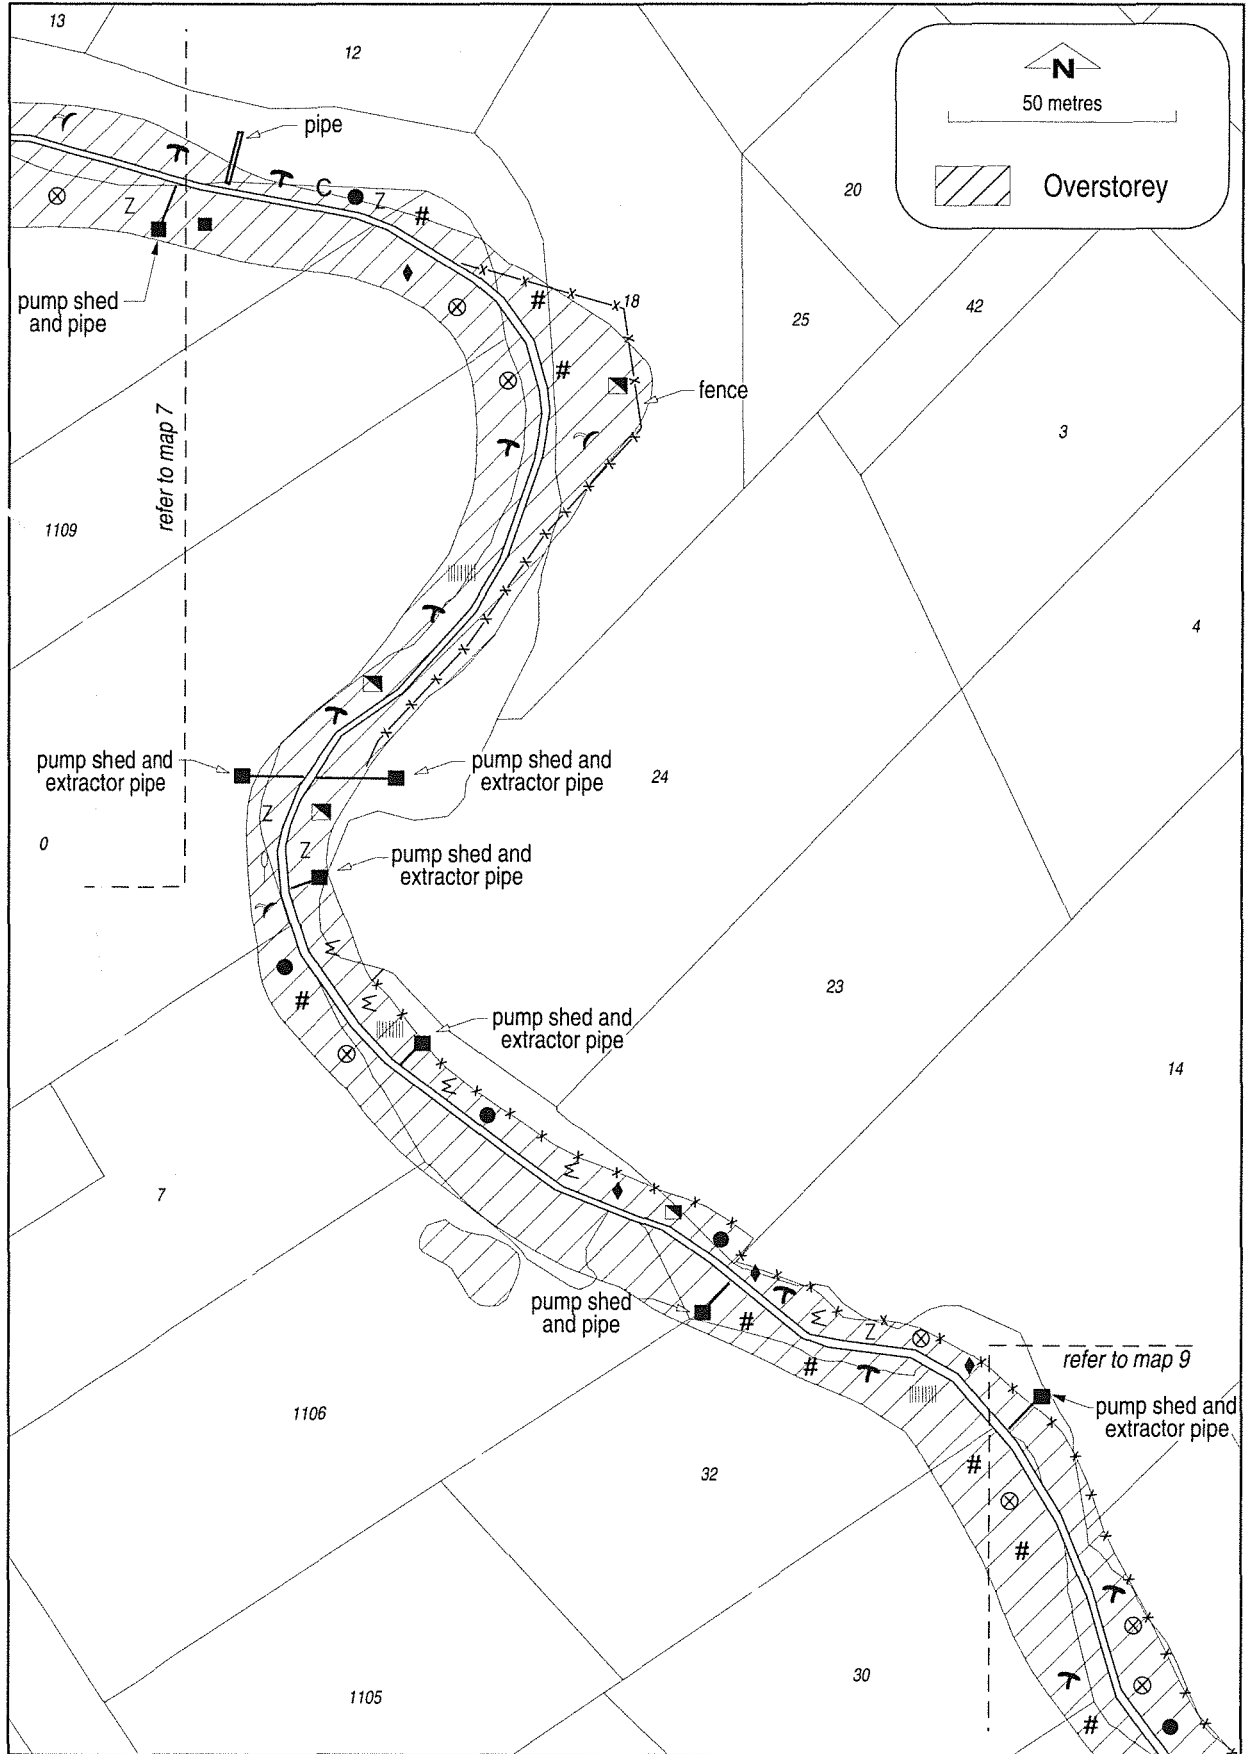 13
12
N
50 metres
Overstorey
pipe
C
Z
#
20
Z
pump shed
and pipe
#
18
25
42
#
fence
refer to map 7
3
1109
4
pump shed and
extractor pipe
pump shed and
extractor pipe
24
Z
0
Z
pump shed and
extractor pipe
#
23
pump shed and
extractor pipe
14
7
pump shed
and pipe
#
Z
#
refer to map 9
pump shed and
extractor pipe
1106
#
32
#
30
1105
#